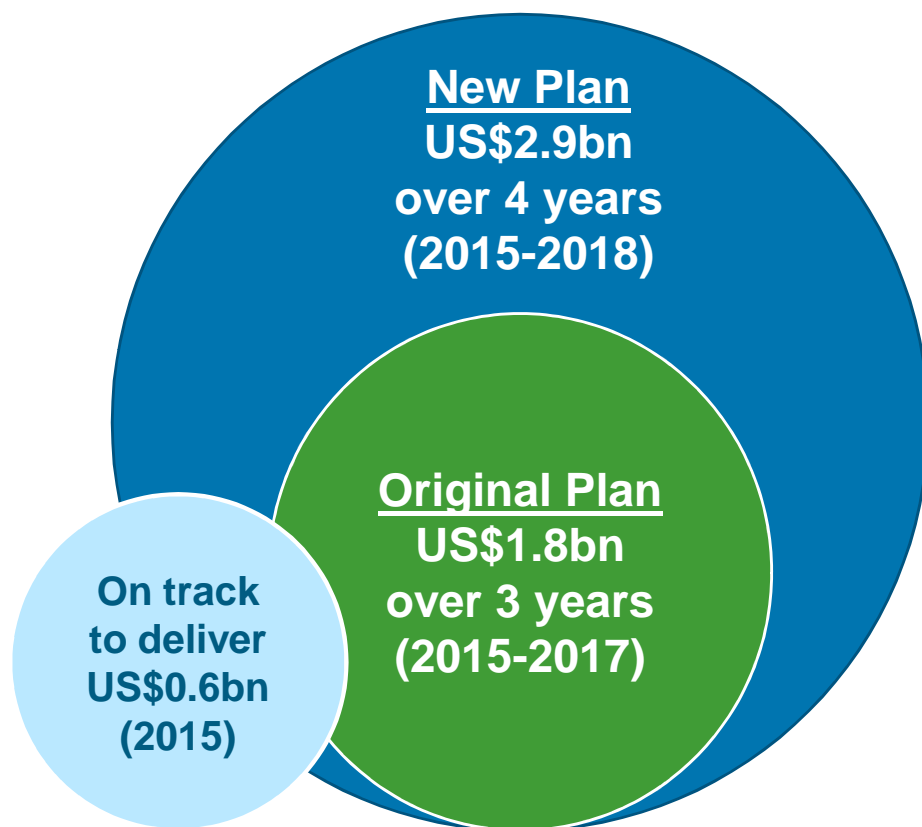 New Plan
US$2.9bn
over 4 years
(2015-2018)
Original Plan
US$1.8bn
over 3 years
(2015-2017)
On track
to deliver
US$0.6bn
(2015)